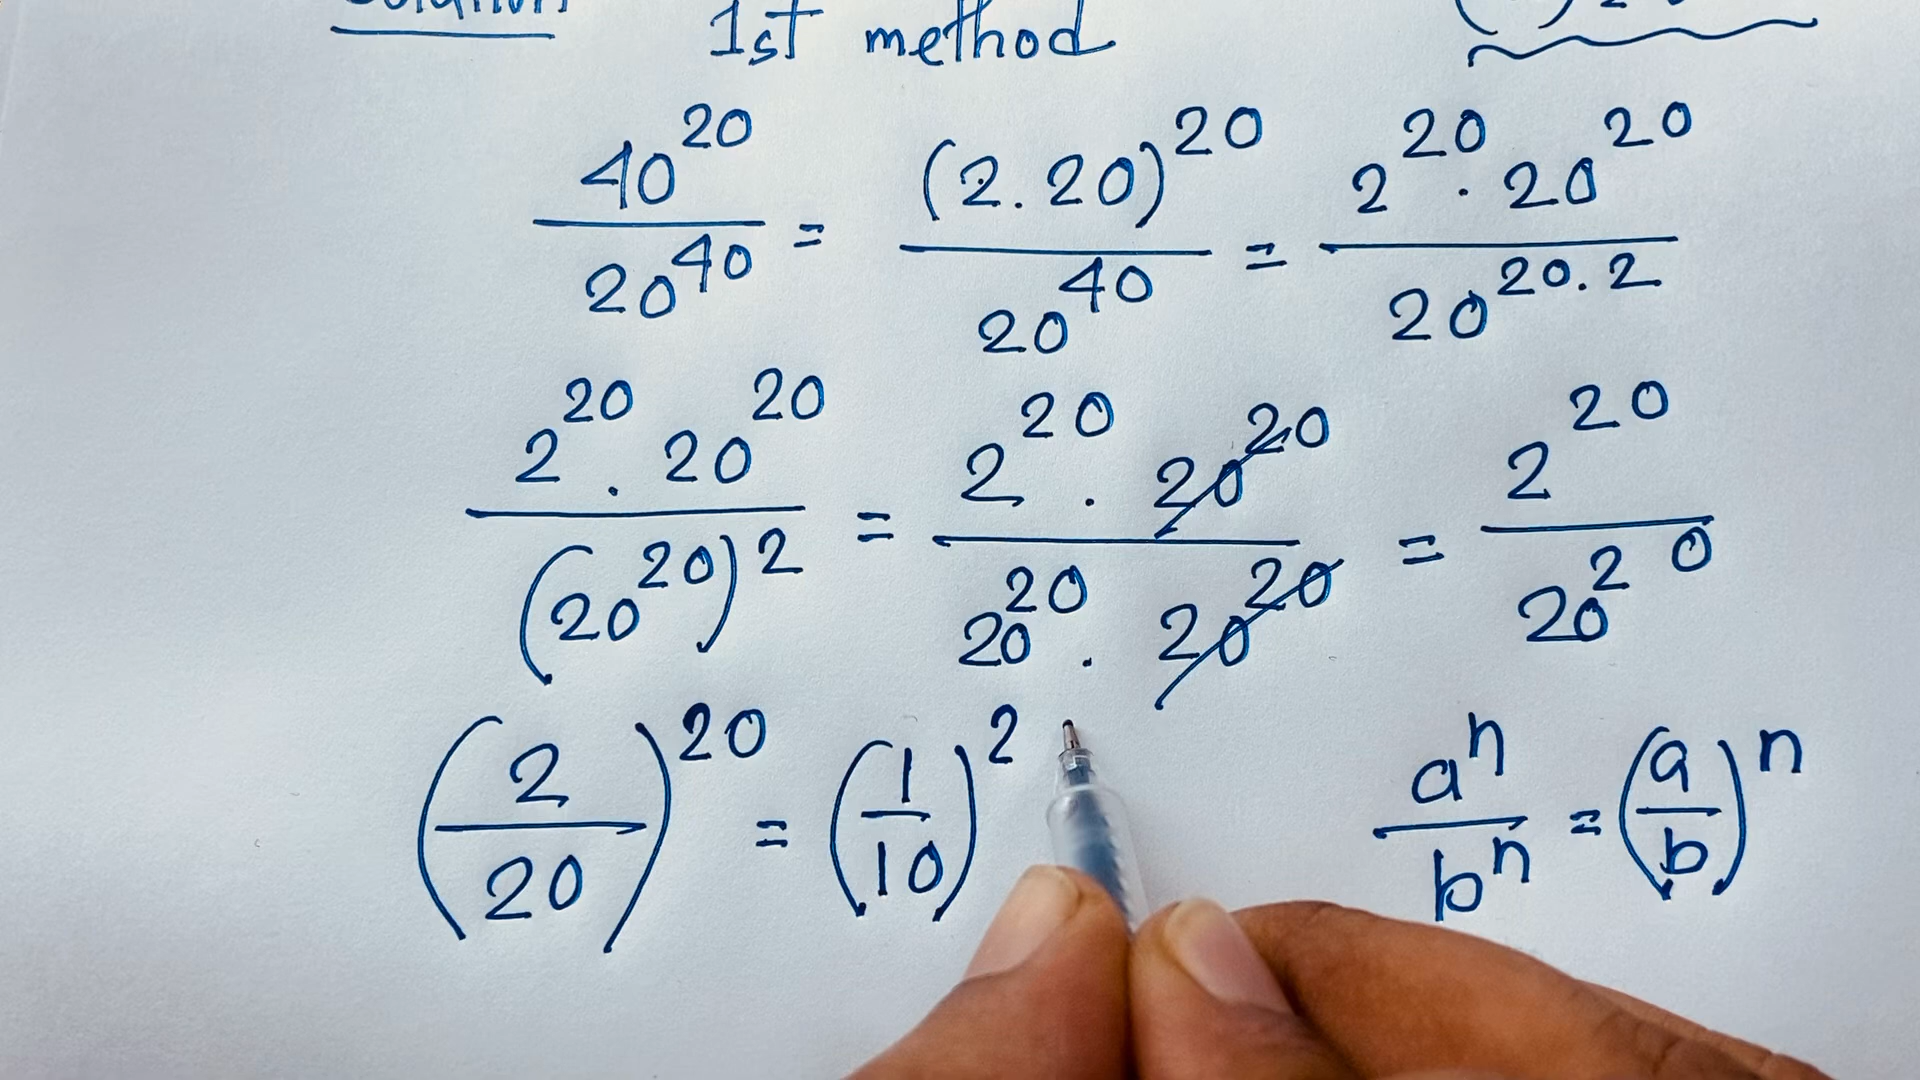 Solution 1st method
40^20 / 20^40 = (2.20)^20 / 20^40 = 2^20 . 20^20 / 20^20.2
2^20 . 20^20 / (20^20)^2 = 2^20 . 20^20 / 20^20 . 20^20 = 2^20 / 20^20
(2/20)^20 = (1/10)^2 a^n / b^n = (a/b)^n